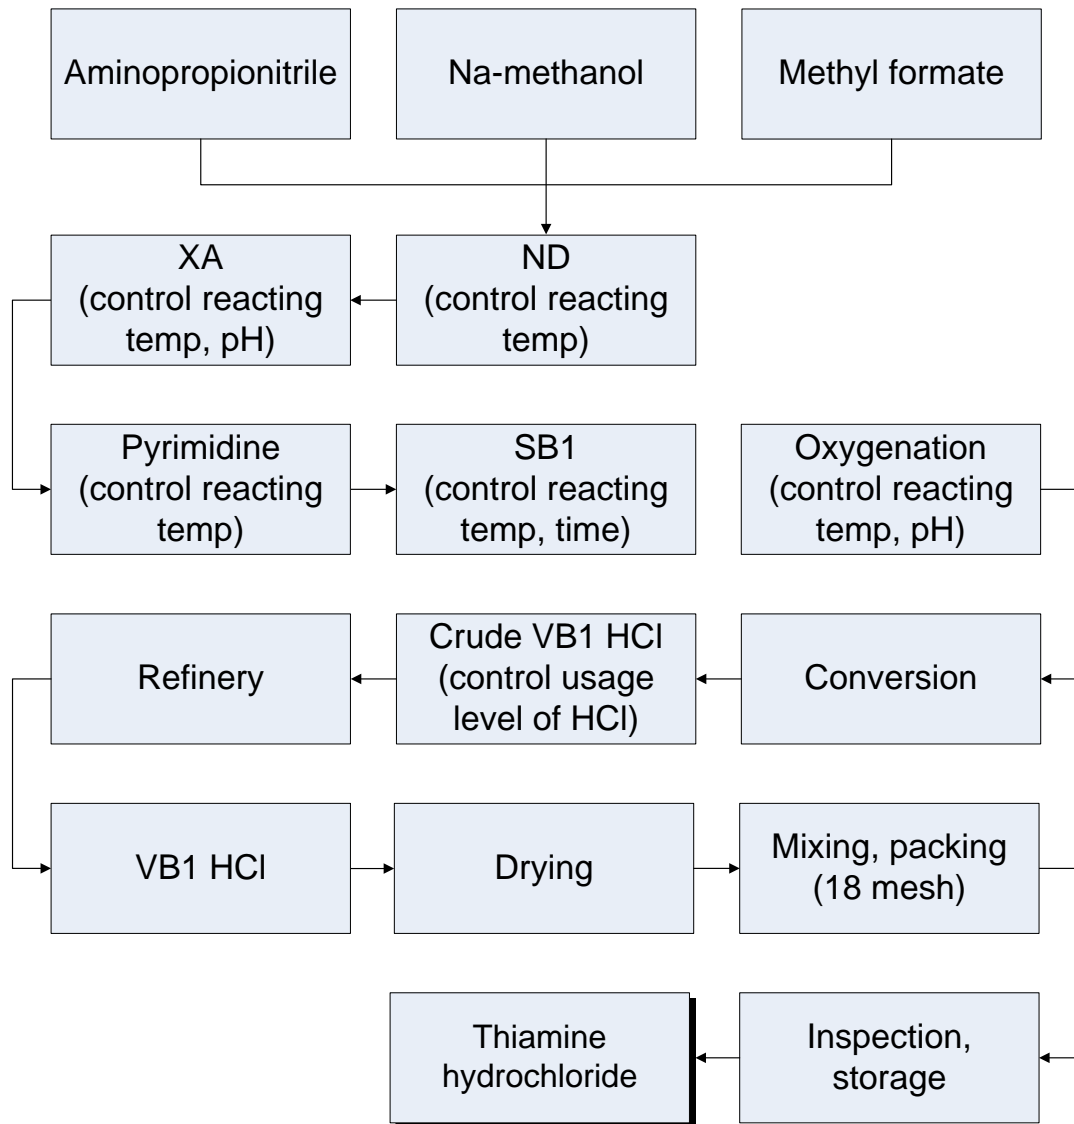 Aminopropionitrile
Na-methanol
Methyl formate
XA
(control reacting
temp, pH)
ND
(control reacting
temp)
Pyrimidine
(control reacting
temp)
SB1
(control reacting
temp, time)
Oxygenation
(control reacting
temp, pH)
Refinery
Crude VB1 HCl
(control usage
level of HCl)
Conversion
VB1 HCl
Drying
Mixing, packing
(18 mesh)
Thiamine
hydrochloride
Inspection,
storage